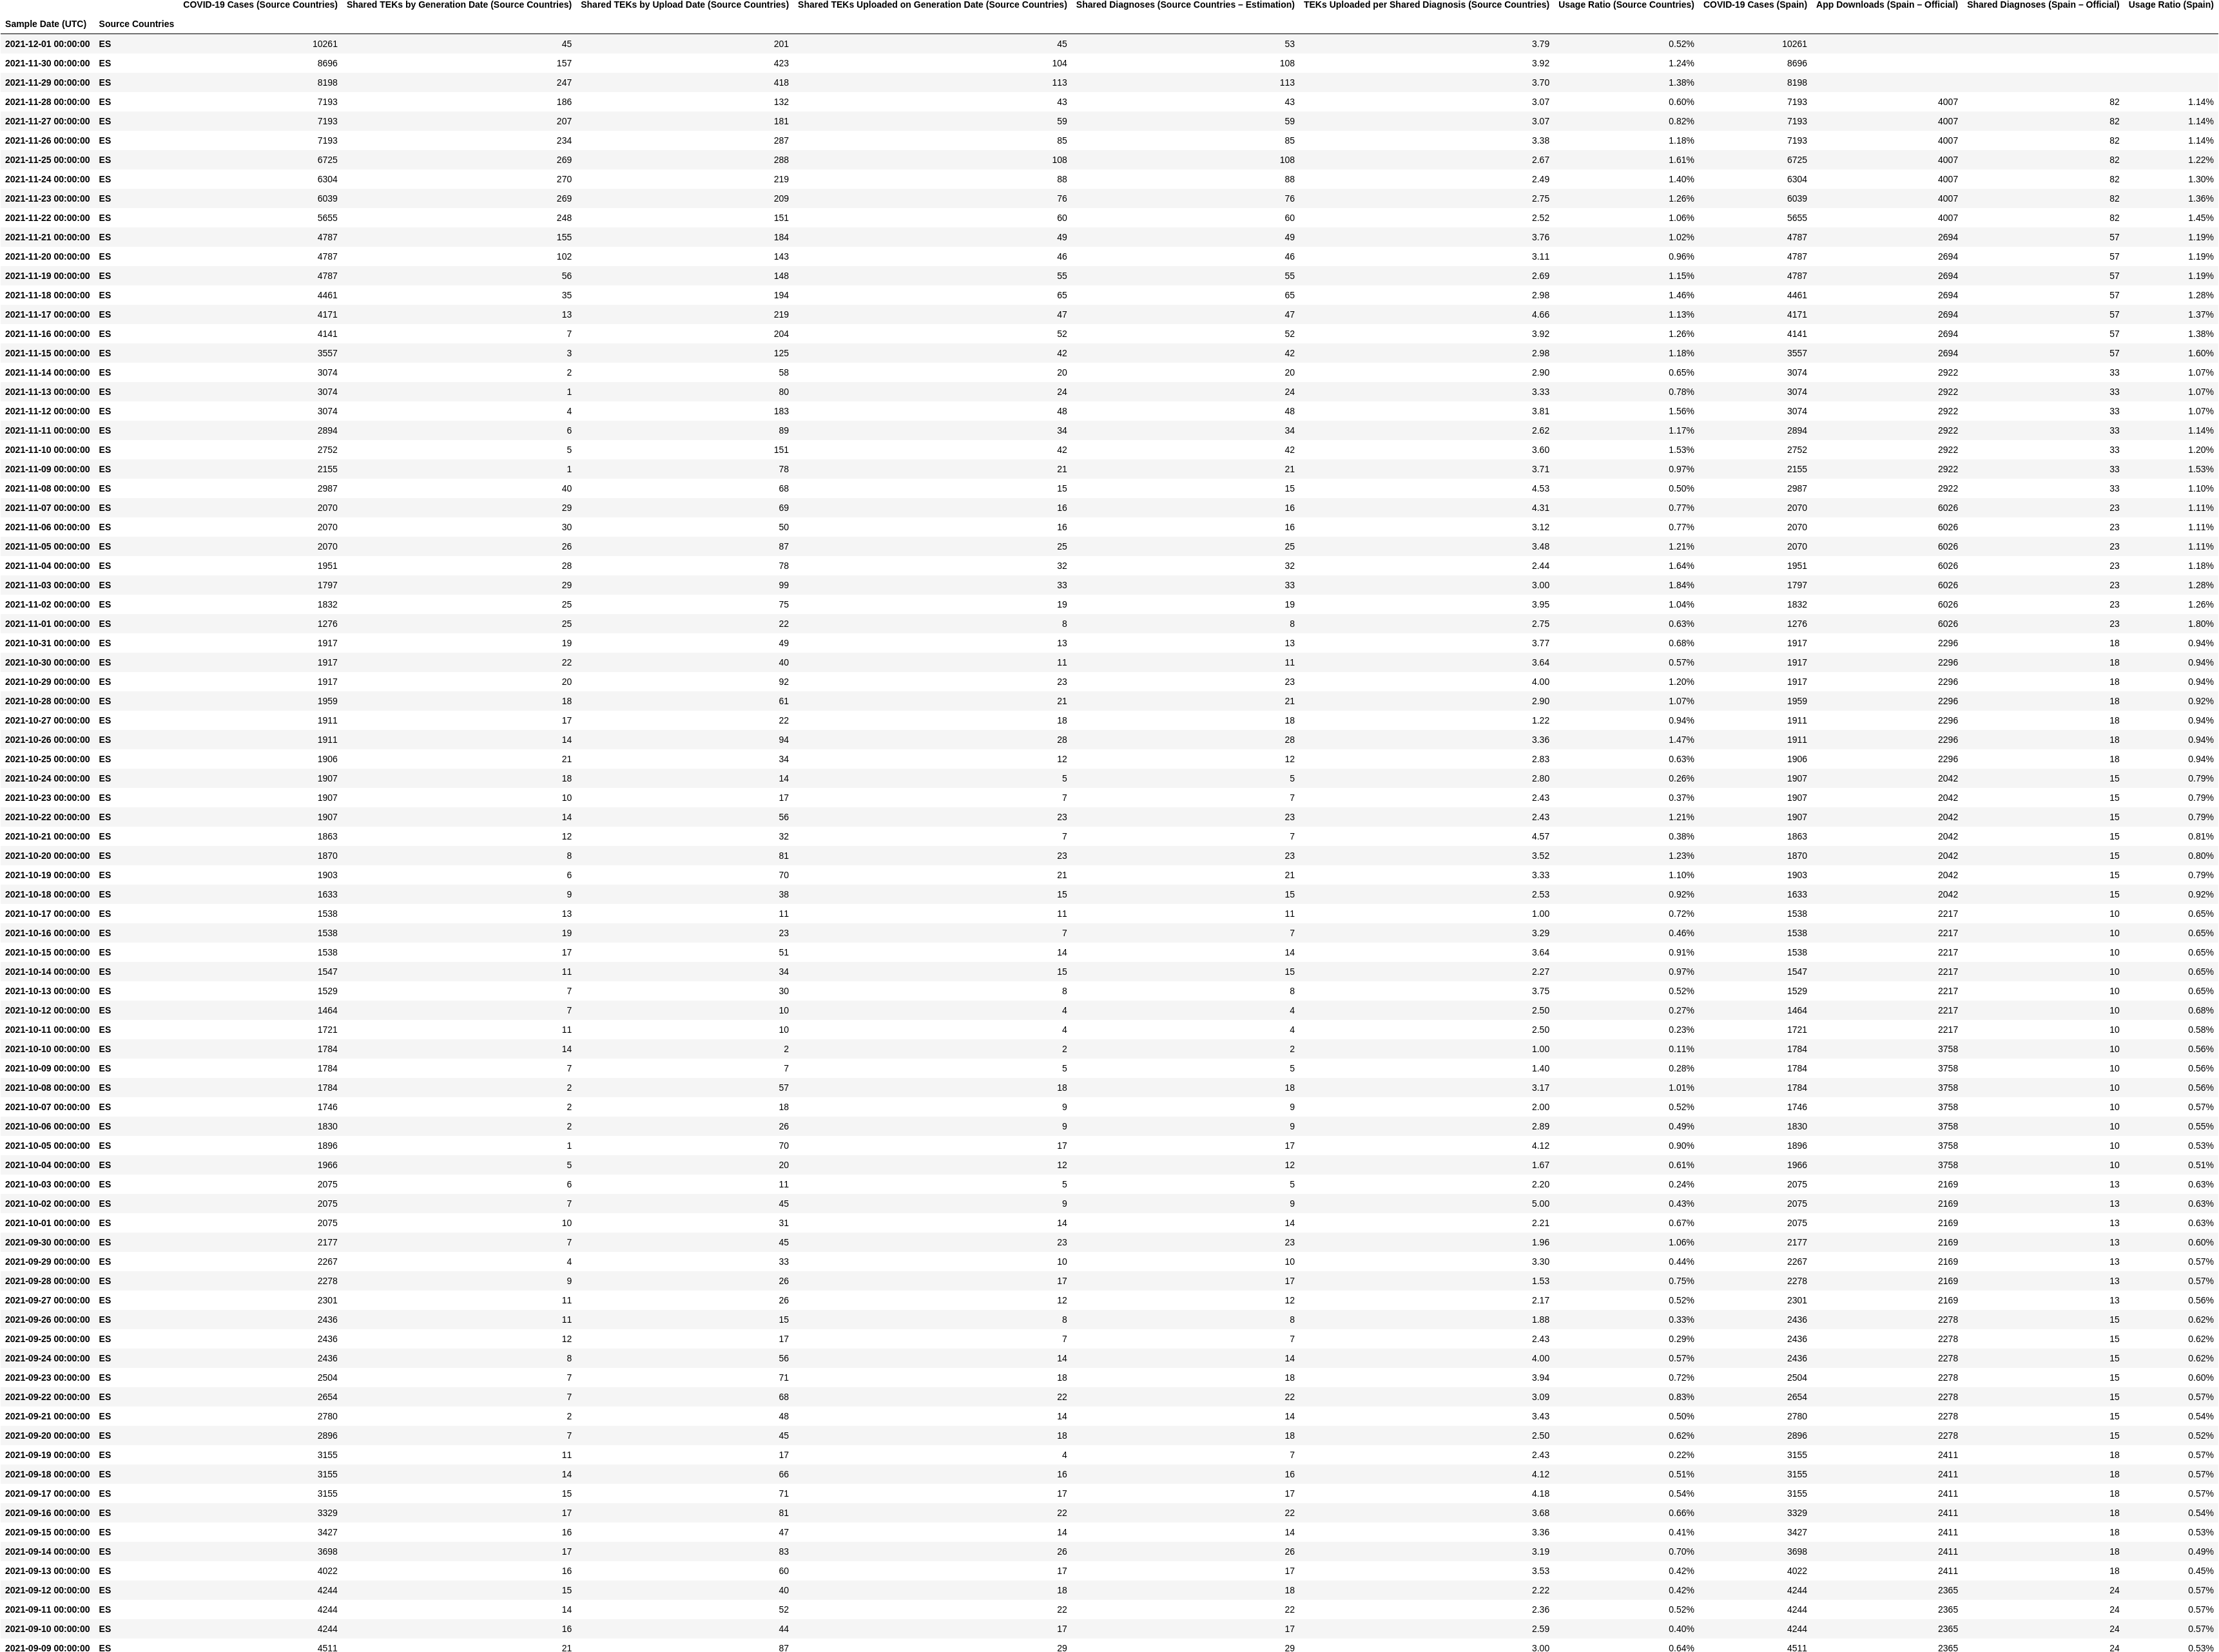 COVID-19 Cases (Source Countries) Shared TEKs by Generation Date (Source Countries) Shared TEKs by Upload Date (Source Countries) Shared TEKs Uploaded on Generation Date (Source Countries) Shared Diagnoses (Source Countries – Estimation) TEKs Uploaded per Shared Diagnosis (Source Countries) Usage Ratio (Source Countries) COVID-19 Cases (Spain) App Downloads (Spain – Official) Shared Diagnoses (Spain – Official) Usage Ratio (Spain)
Sample Date (UTC) Source Countries
2021-12-01 00:00:00 ES 10261 45 201 45 53 3.79 0.52% 10261
2021-11-30 00:00:00 ES 8696 157 423 104 108 3.92 1.24% 8696
2021-11-29 00:00:00 ES 8198 247 418 113 113 3.70 1.38% 8198
2021-11-28 00:00:00 ES 7193 186 132 43 43 3.07 0.60% 7193 4007 82 1.14%
2021-11-27 00:00:00 ES 7193 207 181 59 59 3.07 0.82% 7193 4007 82 1.14%
2021-11-26 00:00:00 ES 7193 234 287 85 85 3.38 1.18% 7193 4007 82 1.14%
2021-11-25 00:00:00 ES 6725 269 288 108 108 2.67 1.61% 6725 4007 82 1.22%
2021-11-24 00:00:00 ES 6304 270 219 88 88 2.49 1.40% 6304 4007 82 1.30%
2021-11-23 00:00:00 ES 6039 269 209 76 76 2.75 1.26% 6039 4007 82 1.36%
2021-11-22 00:00:00 ES 5655 248 151 60 60 2.52 1.06% 5655 4007 82 1.45%
2021-11-21 00:00:00 ES 4787 155 184 49 49 3.76 1.02% 4787 2694 57 1.19%
2021-11-20 00:00:00 ES 4787 102 143 46 46 3.11 0.96% 4787 2694 57 1.19%
2021-11-19 00:00:00 ES 4787 56 148 55 55 2.69 1.15% 4787 2694 57 1.19%
2021-11-18 00:00:00 ES 4461 35 194 65 65 2.98 1.46% 4461 2694 57 1.28%
2021-11-17 00:00:00 ES 4171 13 219 47 47 4.66 1.13% 4171 2694 57 1.37%
2021-11-16 00:00:00 ES 4141 7 204 52 52 3.92 1.26% 4141 2694 57 1.38%
2021-11-15 00:00:00 ES 3557 3 125 42 42 2.98 1.18% 3557 2694 57 1.60%
2021-11-14 00:00:00 ES 3074 2 58 20 20 2.90 0.65% 3074 2922 33 1.07%
2021-11-13 00:00:00 ES 3074 1 80 24 24 3.33 0.78% 3074 2922 33 1.07%
2021-11-12 00:00:00 ES 3074 4 183 48 48 3.81 1.56% 3074 2922 33 1.07%
2021-11-11 00:00:00 ES 2894 6 89 34 34 2.62 1.17% 2894 2922 33 1.14%
2021-11-10 00:00:00 ES 2752 5 151 42 42 3.60 1.53% 2752 2922 33 1.20%
2021-11-09 00:00:00 ES 2155 1 78 21 21 3.71 0.97% 2155 2922 33 1.53%
2021-11-08 00:00:00 ES 2987 40 68 15 15 4.53 0.50% 2987 2922 33 1.10%
2021-11-07 00:00:00 ES 2070 29 69 16 16 4.31 0.77% 2070 6026 23 1.11%
2021-11-06 00:00:00 ES 2070 30 50 16 16 3.12 0.77% 2070 6026 23 1.11%
2021-11-05 00:00:00 ES 2070 26 87 25 25 3.48 1.21% 2070 6026 23 1.11%
2021-11-04 00:00:00 ES 1951 28 78 32 32 2.44 1.64% 1951 6026 23 1.18%
2021-11-03 00:00:00 ES 1797 29 99 33 33 3.00 1.84% 1797 6026 23 1.28%
2021-11-02 00:00:00 ES 1832 25 75 19 19 3.95 1.04% 1832 6026 23 1.26%
2021-11-01 00:00:00 ES 1276 25 22 8 8 2.75 0.63% 1276 6026 23 1.80%
2021-10-31 00:00:00 ES 1917 19 49 13 13 3.77 0.68% 1917 2296 18 0.94%
2021-10-30 00:00:00 ES 1917 22 40 11 11 3.64 0.57% 1917 2296 18 0.94%
2021-10-29 00:00:00 ES 1917 20 92 23 23 4.00 1.20% 1917 2296 18 0.94%
2021-10-28 00:00:00 ES 1959 18 61 21 21 2.90 1.07% 1959 2296 18 0.92%
2021-10-27 00:00:00 ES 1911 17 22 18 18 1.22 0.94% 1911 2296 18 0.94%
2021-10-26 00:00:00 ES 1911 14 94 28 28 3.36 1.47% 1911 2296 18 0.94%
2021-10-25 00:00:00 ES 1906 21 34 12 12 2.83 0.63% 1906 2296 18 0.94%
2021-10-24 00:00:00 ES 1907 18 14 5 5 2.80 0.26% 1907 2042 15 0.79%
2021-10-23 00:00:00 ES 1907 10 17 7 7 2.43 0.37% 1907 2042 15 0.79%
2021-10-22 00:00:00 ES 1907 14 56 23 23 2.43 1.21% 1907 2042 15 0.79%
2021-10-21 00:00:00 ES 1863 12 32 7 7 4.57 0.38% 1863 2042 15 0.81%
2021-10-20 00:00:00 ES 1870 8 81 23 23 3.52 1.23% 1870 2042 15 0.80%
2021-10-19 00:00:00 ES 1903 6 70 21 21 3.33 1.10% 1903 2042 15 0.79%
2021-10-18 00:00:00 ES 1633 9 38 15 15 2.53 0.92% 1633 2042 15 0.92%
2021-10-17 00:00:00 ES 1538 13 11 11 11 1.00 0.72% 1538 2217 10 0.65%
2021-10-16 00:00:00 ES 1538 19 23 7 7 3.29 0.46% 1538 2217 10 0.65%
2021-10-15 00:00:00 ES 1538 17 51 14 14 3.64 0.91% 1538 2217 10 0.65%
2021-10-14 00:00:00 ES 1547 11 34 15 15 2.27 0.97% 1547 2217 10 0.65%
2021-10-13 00:00:00 ES 1529 7 30 8 8 3.75 0.52% 1529 2217 10 0.65%
2021-10-12 00:00:00 ES 1464 7 10 4 4 2.50 0.27% 1464 2217 10 0.68%
2021-10-11 00:00:00 ES 1721 11 10 4 4 2.50 0.23% 1721 2217 10 0.58%
2021-10-10 00:00:00 ES 1784 14 2 2 2 1.00 0.11% 1784 3758 10 0.56%
2021-10-09 00:00:00 ES 1784 7 7 5 5 1.40 0.28% 1784 3758 10 0.56%
2021-10-08 00:00:00 ES 1784 2 57 18 18 3.17 1.01% 1784 3758 10 0.56%
2021-10-07 00:00:00 ES 1746 2 18 9 9 2.00 0.52% 1746 3758 10 0.57%
2021-10-06 00:00:00 ES 1830 2 26 9 9 2.89 0.49% 1830 3758 10 0.55%
2021-10-05 00:00:00 ES 1896 1 70 17 17 4.12 0.90% 1896 3758 10 0.53%
2021-10-04 00:00:00 ES 1966 5 20 12 12 1.67 0.61% 1966 3758 10 0.51%
2021-10-03 00:00:00 ES 2075 6 11 5 5 2.20 0.24% 2075 2169 13 0.63%
2021-10-02 00:00:00 ES 2075 7 45 9 9 5.00 0.43% 2075 2169 13 0.63%
2021-10-01 00:00:00 ES 2075 10 31 14 14 2.21 0.67% 2075 2169 13 0.63%
2021-09-30 00:00:00 ES 2177 7 45 23 23 1.96 1.06% 2177 2169 13 0.60%
2021-09-29 00:00:00 ES 2267 4 33 10 10 3.30 0.44% 2267 2169 13 0.57%
2021-09-28 00:00:00 ES 2278 9 26 17 17 1.53 0.75% 2278 2169 13 0.57%
2021-09-27 00:00:00 ES 2301 11 26 12 12 2.17 0.52% 2301 2169 13 0.56%
2021-09-26 00:00:00 ES 2436 11 15 8 8 1.88 0.33% 2436 2278 15 0.62%
2021-09-25 00:00:00 ES 2436 12 17 7 7 2.43 0.29% 2436 2278 15 0.62%
2021-09-24 00:00:00 ES 2436 8 56 14 14 4.00 0.57% 2436 2278 15 0.62%
2021-09-23 00:00:00 ES 2504 7 71 18 18 3.94 0.72% 2504 2278 15 0.60%
2021-09-22 00:00:00 ES 2654 7 68 22 22 3.09 0.83% 2654 2278 15 0.57%
2021-09-21 00:00:00 ES 2780 2 48 14 14 3.43 0.50% 2780 2278 15 0.54%
2021-09-20 00:00:00 ES 2896 7 45 18 18 2.50 0.62% 2896 2278 15 0.52%
2021-09-19 00:00:00 ES 3155 11 17 4 7 2.43 0.22% 3155 2411 18 0.57%
2021-09-18 00:00:00 ES 3155 14 66 16 16 4.12 0.51% 3155 2411 18 0.57%
2021-09-17 00:00:00 ES 3155 15 71 17 17 4.18 0.54% 3155 2411 18 0.57%
2021-09-16 00:00:00 ES 3329 17 81 22 22 3.68 0.66% 3329 2411 18 0.54%
2021-09-15 00:00:00 ES 3427 16 47 14 14 3.36 0.41% 3427 2411 18 0.53%
2021-09-14 00:00:00 ES 3698 17 83 26 26 3.19 0.70% 3698 2411 18 0.49%
2021-09-13 00:00:00 ES 4022 16 60 17 17 3.53 0.42% 4022 2411 18 0.45%
2021-09-12 00:00:00 ES 4244 15 40 18 18 2.22 0.42% 4244 2365 24 0.57%
2021-09-11 00:00:00 ES 4244 14 52 22 22 2.36 0.52% 4244 2365 24 0.57%
2021-09-10 00:00:00 ES 4244 16 44 17 17 2.59 0.40% 4244 2365 24 0.57%
2021-09-09 00:00:00 ES 4511 21 87 29 29 3.00 0.64% 4511 2365 24 0.53%